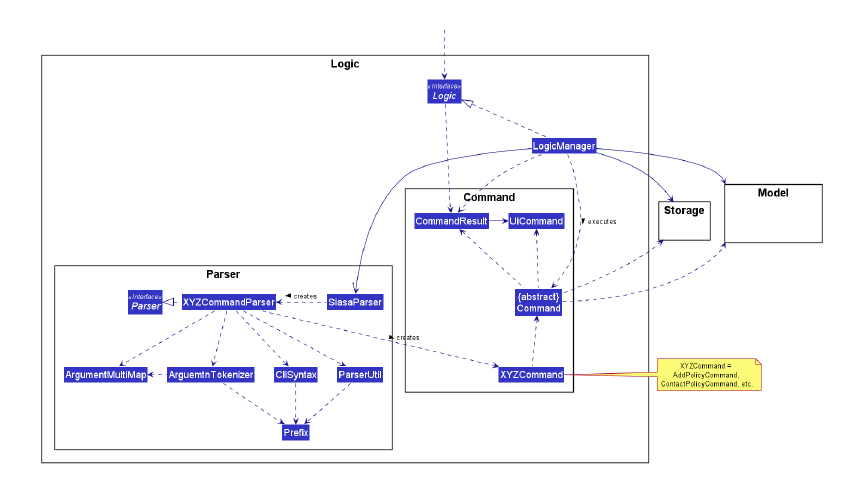 Logic
«Interface»
Logic
LogicManager
Model
Command
Storage
CommandResult
UiCommand
executes
Parser
«Interface»
Parser
XYZCommandParser
creates
SiasaParser
{abstract}
Command
creates
ArgumentMultiMap
ArguemtnTokenizer
CliSyntax
ParserUtil
XYZCommand
XYZCommand =
AddPolicyCommand,
ContactPolicyCommand, etc.
Prefix